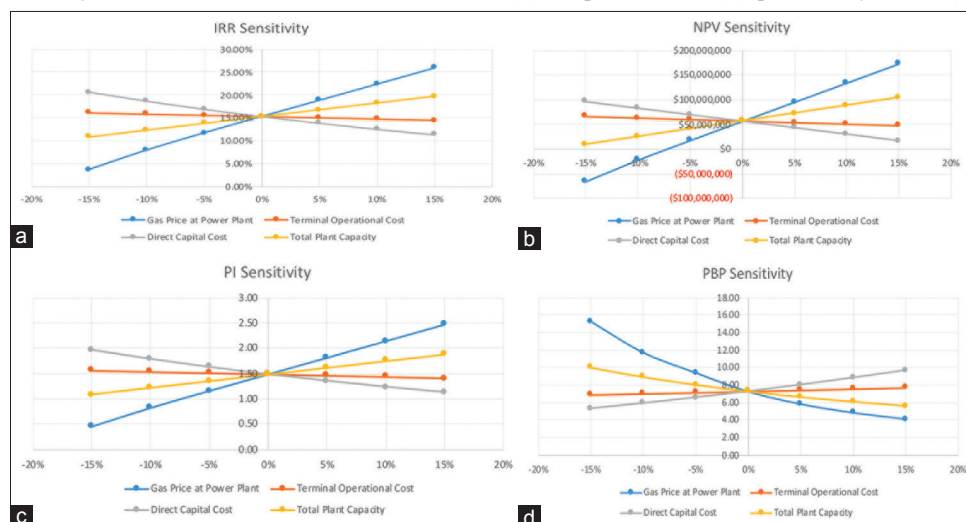 IRR Sensitivity
30.00%
25.00%
20.00%
15.00%
10.00%
5.00%
0.00%
-20% -15% -10% -5% 0% 5% 10% 15% 20%
Gas Price at Power Plant Terminal Operational Cost
Direct Capital Cost Total Plant Capacity
a
NPV Sensitivity
$200,000,000
$150,000,000
$100,000,000
$50,000,000
$0
-20% -15% -10% -5% 0% 5% 10% 15% 20%
($50,000,000)
($100,000,000)
Gas Price at Power Plant Terminal Operational Cost
Direct Capital Cost Total Plant Capacity
b
PI Sensitivity
3.00
2.50
2.00
1.50
1.00
0.50
0.00
-20% -15% -10% -5% 0% 5% 10% 15% 20%
Gas Price at Power Plant Terminal Operational Cost
Direct Capital Cost Total Plant Capacity
c
PBP Sensitivity
18.00
16.00
14.00
12.00
10.00
8.00
6.00
4.00
2.00
0.00
-20% -15% -10% -5% 0% 5% 10% 15% 20%
Gas Price at Power Plant Terminal Operational Cost
Direct Capital Cost Total Plant Capacity
d